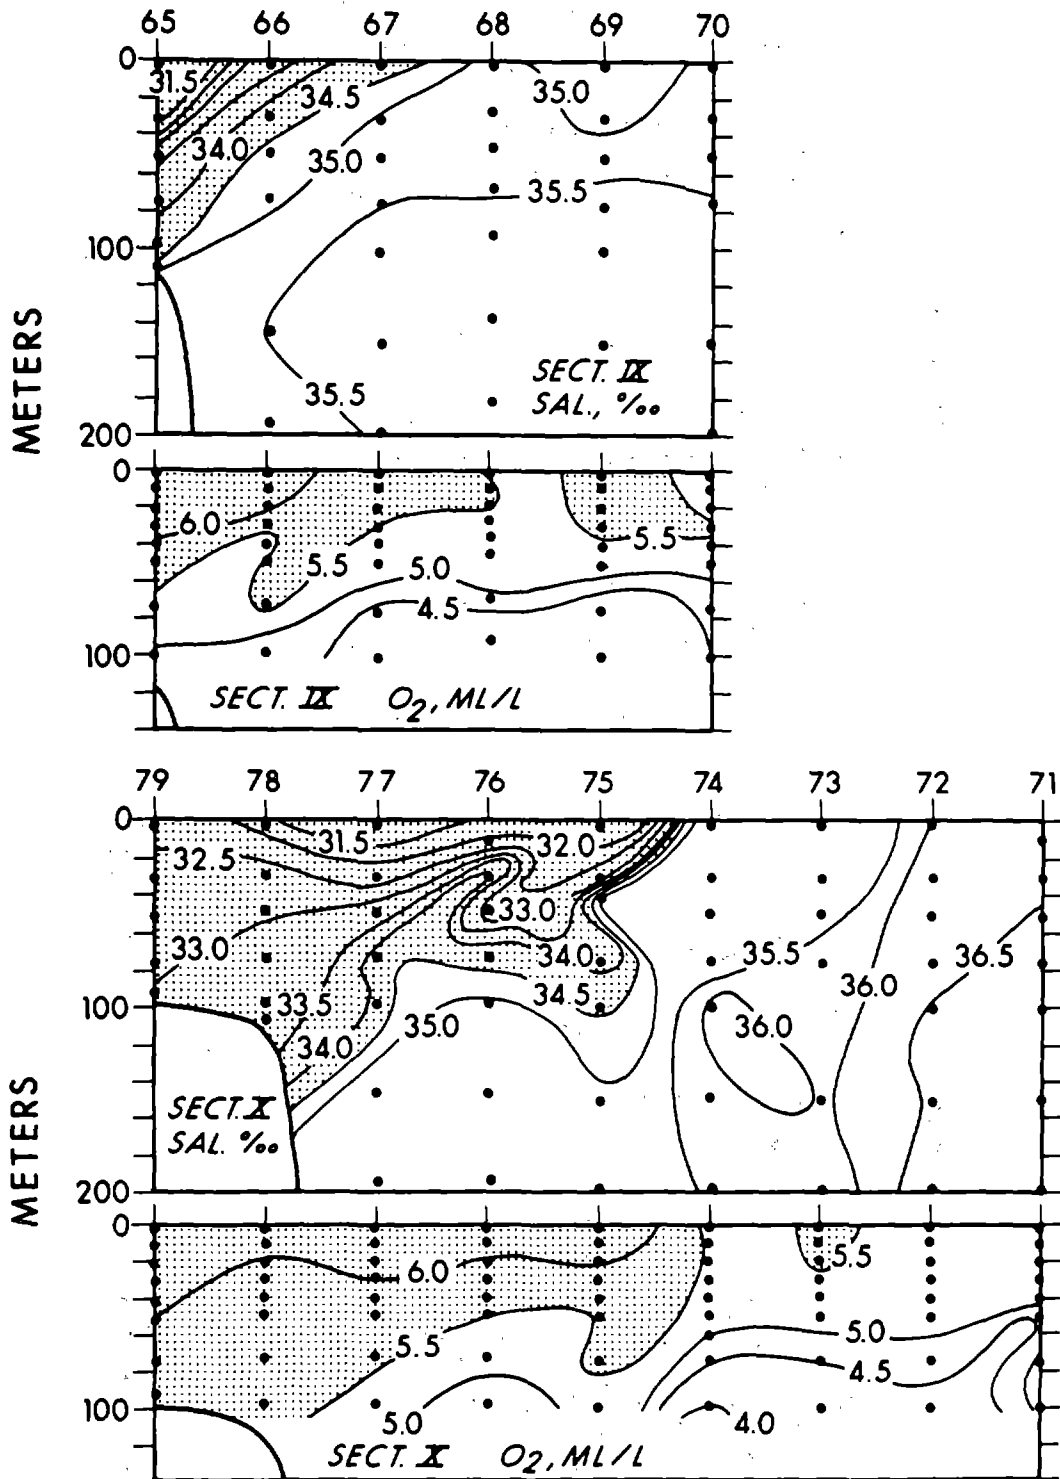 65 66 67 68 69 70
0
31.5 34.5 35.0
34.0 35.0
35.5
100
35.5
SECT. IX
SAL., ‰
200
METERS
0
6.0 5.5
5.5 5.0
4.5
100
SECT. IX O2, ML/L
79 78 77 76 75 74 73 72 71
0
31.5 32.0
32.5
33.0
33.0 34.0 35.5 36.5
34.5 36.0
33.5
100
35.0 36.0
34.0
SECT. X
SAL. ‰
200
METERS
0
5.5
6.0
5.5 5.0
4.5
100
5.0 4.0
SECT. X O2, ML/L